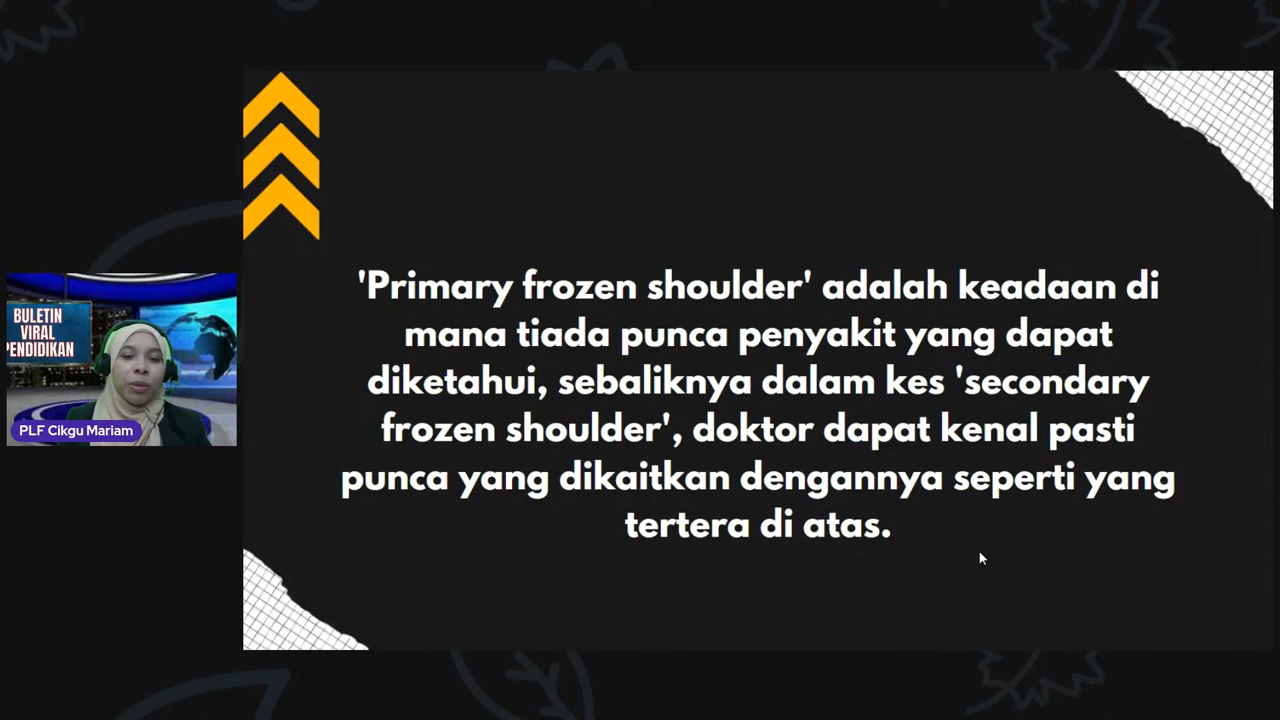 'Primary frozen shoulder' adalah keadaan di
mana tiada punca penyakit yang dapat
diketahui, sebaliknya dalam kes 'secondary
frozen shoulder', doktor dapat kenal pasti
punca yang dikaitkan dengannya seperti yang
tertera di atas.
BULETIN
VIRAL
PENDIDIKAN
PLF Cikgu Mariam